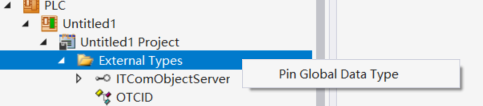 PLC
Untitled1
Untitled1 Project
External Types
Pin Global Data Type
ITComObjectServer
OTCID